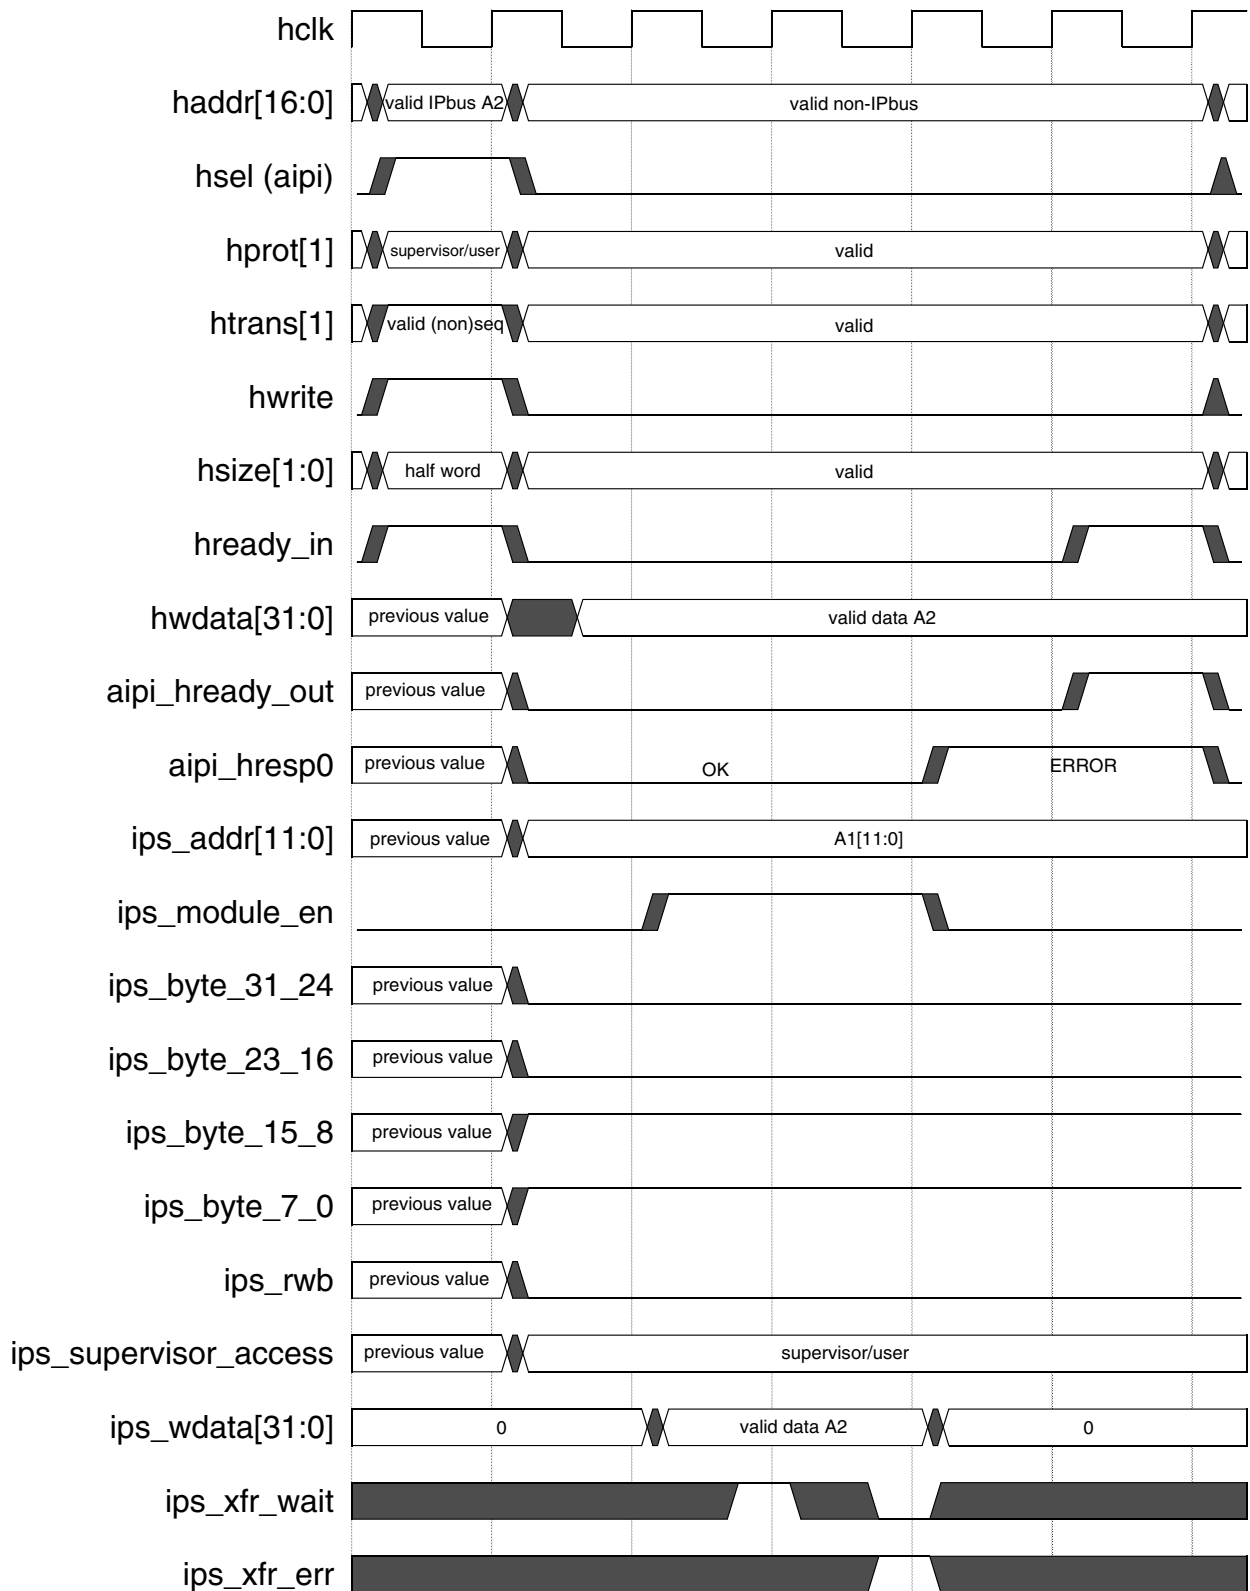 hclk
haddr[16:0] valid IPbus A2 valid non-IPbus
hsel (aipi)
hprot[1] supervisor/user valid
htrans[1] valid (non)seq valid
hwrite
hsize[1:0] half word valid
hready_in
hwdata[31:0] previous value valid data A2
aipi_hready_out previous value
aipi_hresp0 previous value OK ERROR
ips_addr[11:0] previous value A1[11:0]
ips_module_en
ips_byte_31_24 previous value
ips_byte_23_16 previous value
ips_byte_15_8 previous value
ips_byte_7_0 previous value
ips_rwb previous value
ips_supervisor_access previous value supervisor/user
ips_wdata[31:0] 0 valid data A2 0
ips_xfr_wait
ips_xfr_err